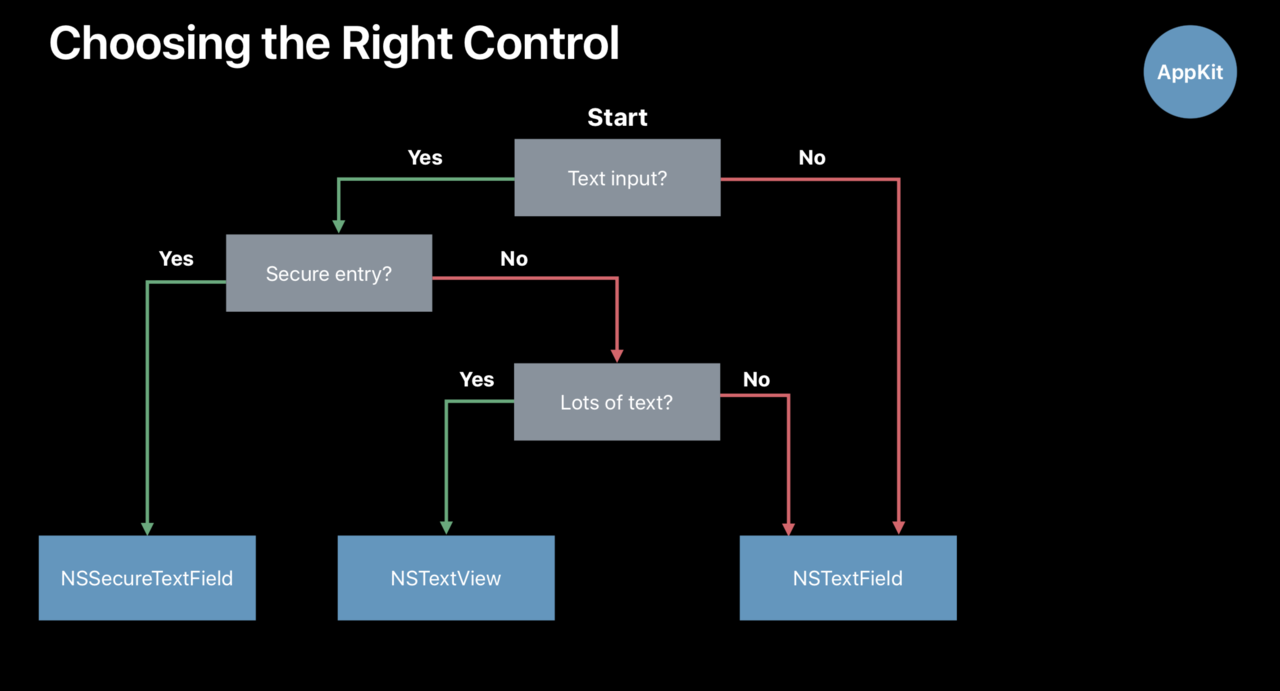 Choosing the Right Control
AppKit
Start
Yes
No
Text input?
Yes
No
Secure entry?
Yes
No
Lots of text?
NSSecureTextField
NSTextView
NSTextField